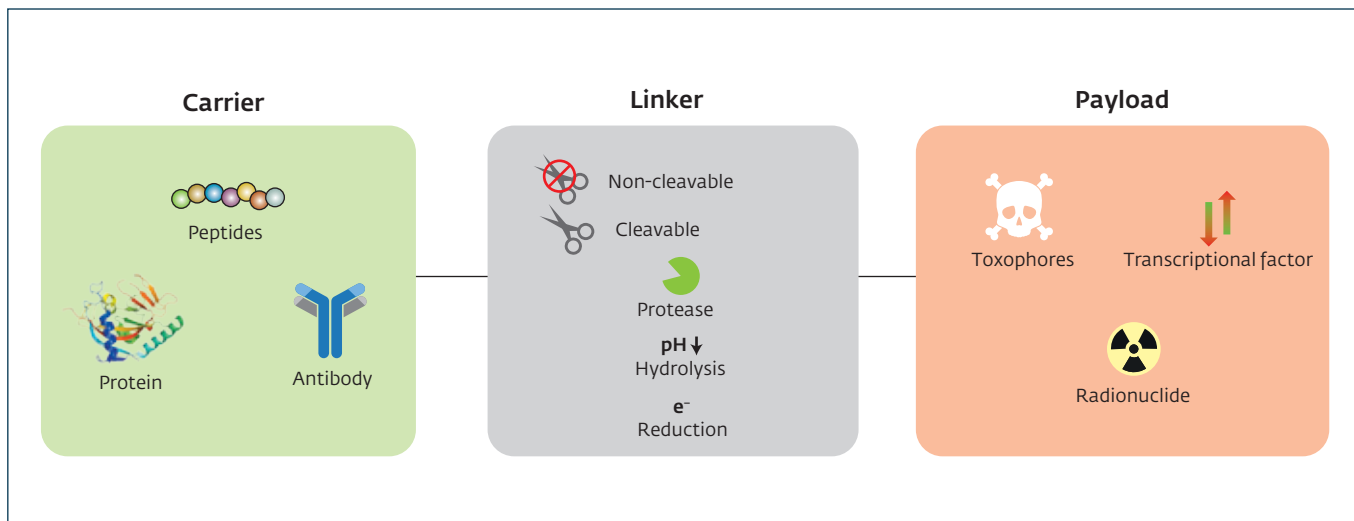 Carrier
Peptides
Protein
Antibody
Linker
Non-cleavable
Cleavable
Protease
pH ↓
Hydrolysis
e⁻
Reduction
Payload
Toxophores
Transcriptional factor
Radionuclide